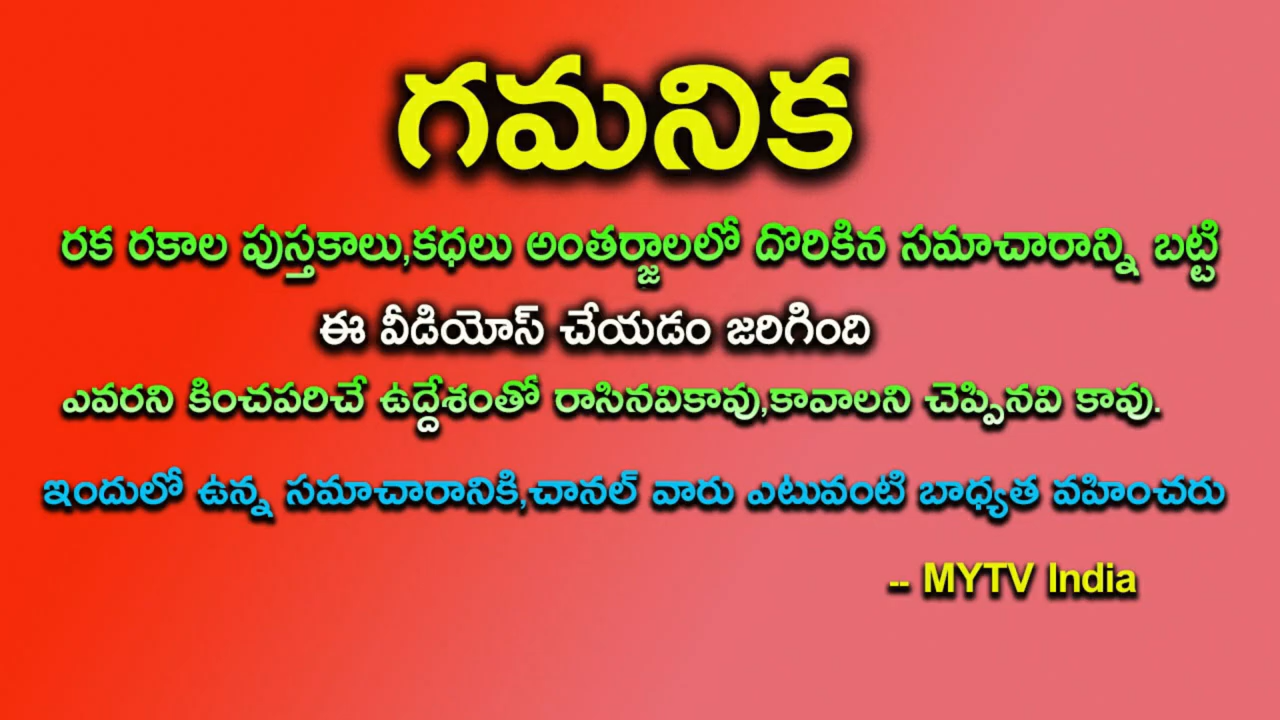 గమనిక
రక రకాల పుస్తకాలు,కధలు అంతర్జాలలో దొరికిన సమాచారాన్ని బట్టి
ఈ వీడియోస్ చేయడం జరిగింది
ఎవరని కించపరిచే ఉద్దేశంతో రాసినవికావు,కావాలని చెప్పినవి కావు.
ఇందులో ఉన్న సమాచారానికి,చానల్ వారు ఎటువంటి బాధ్యత వహించరు
-- MYTV India